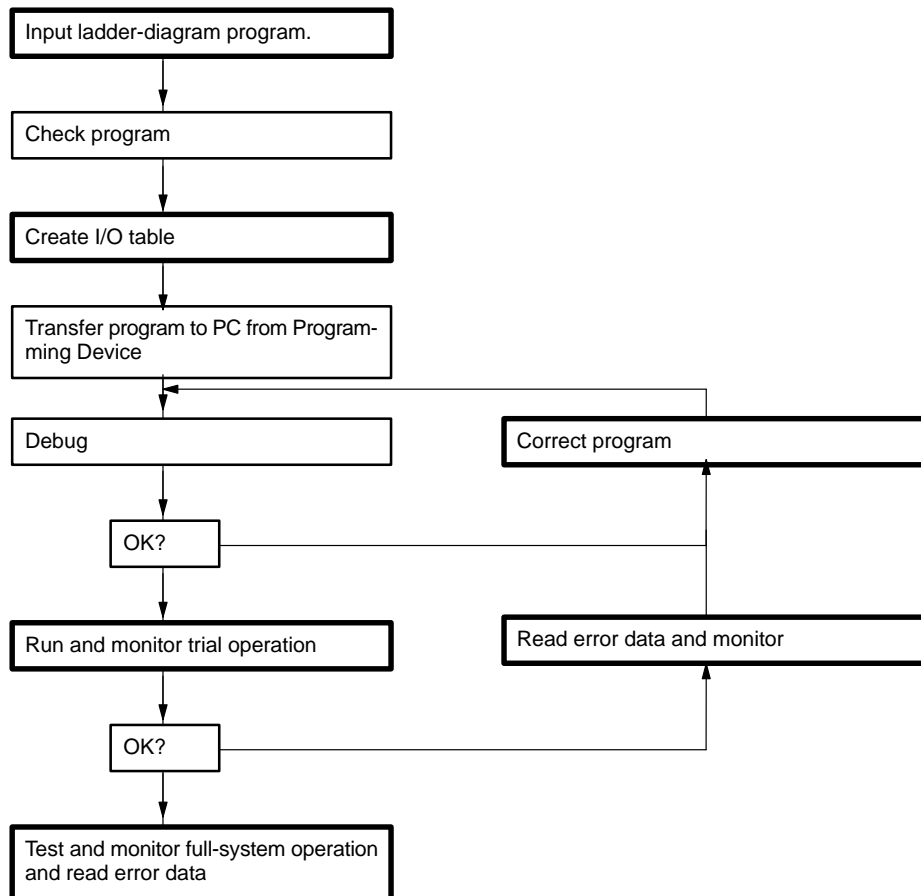 Input ladder-diagram program.
Check program
Create I/O table
Transfer program to PC from Program-
ming Device
Debug
Correct program
OK?
Run and monitor trial operation
Read error data and monitor
OK?
Test and monitor full-system operation
and read error data